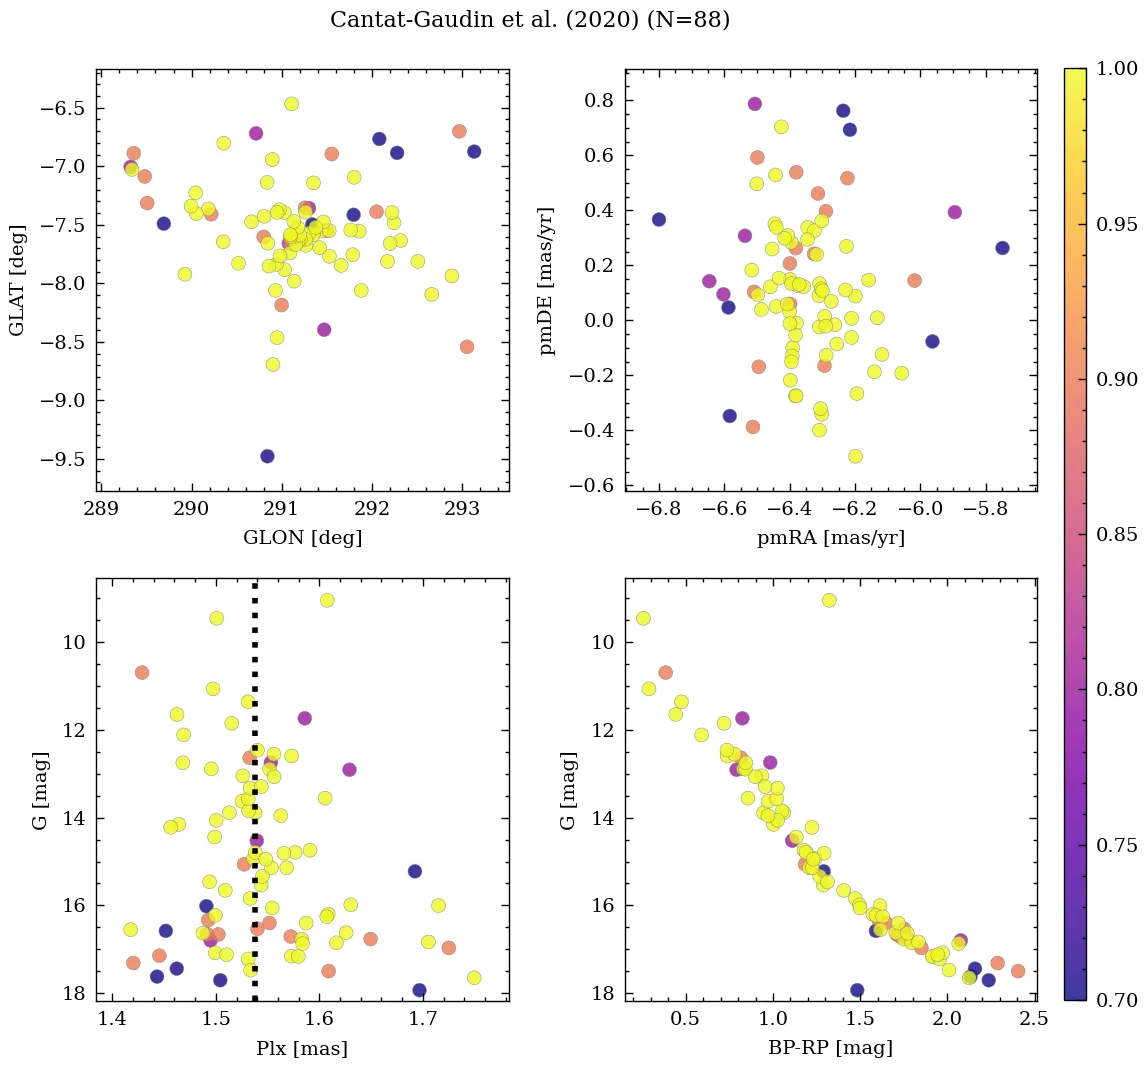 Cantat-Gaudin et al. (2020) (N=88)
−6.5
−7.0
−7.5
−8.0
−8.5
−9.0
−9.5
GLAT [deg]
289 290 291 292 293
GLON [deg]
0.8
0.6
0.4
0.2
0.0
−0.2
−0.4
−0.6
pmDE [mas/yr]
−6.8 −6.6 −6.4 −6.2 −6.0 −5.8
pmRA [mas/yr]
10
12
14
16
18
G [mag]
1.4 1.5 1.6 1.7
Plx [mas]
10
12
14
16
18
G [mag]
0.5 1.0 1.5 2.0 2.5
BP-RP [mag]
1.00
0.95
0.90
0.85
0.80
0.75
0.70